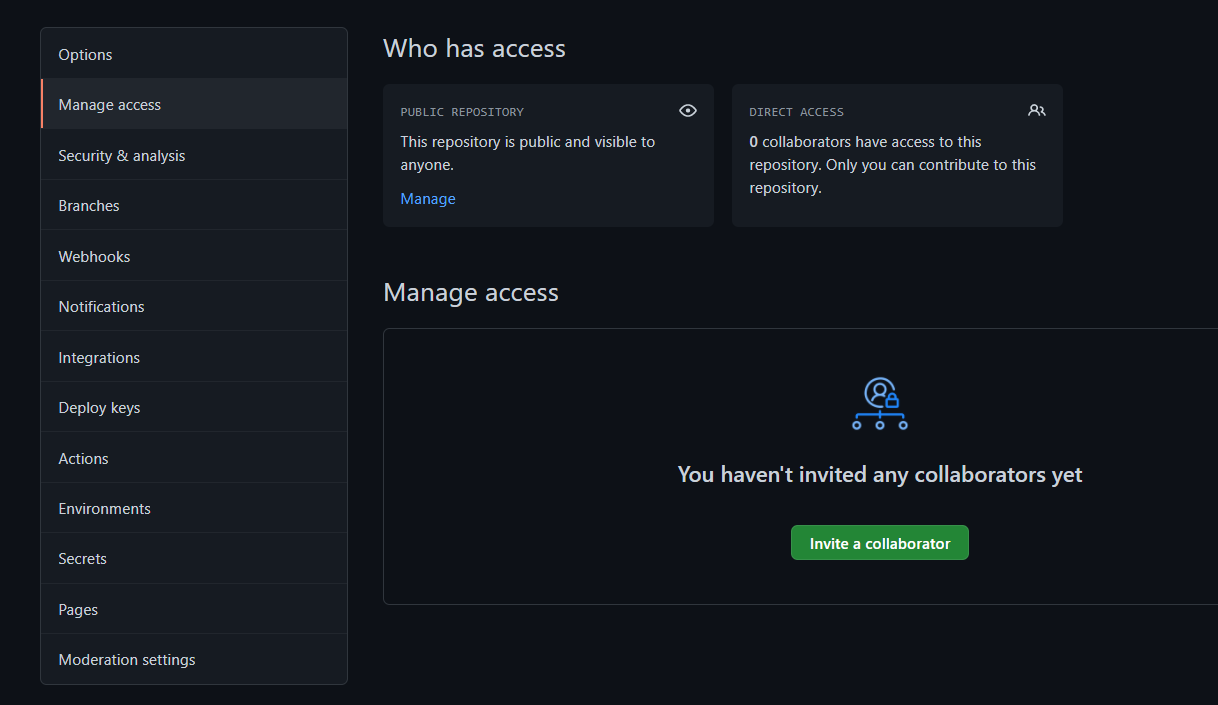 Options
Manage access
Security & analysis
Branches
Webhooks
Notifications
Integrations
Deploy keys
Actions
Environments
Secrets
Pages
Moderation settings
Who has access
PUBLIC REPOSITORY
This repository is public and visible to
anyone.
Manage
DIRECT ACCESS
0 collaborators have access to this
repository. Only you can contribute to this
repository.
Manage access
You haven't invited any collaborators yet
Invite a collaborator